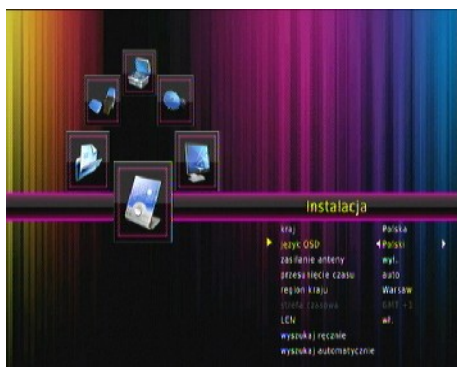 Instalacja
kraj Polska
język OSD Polski
zasilanie anteny wył.
przesunięcie czasu auto
region kraju Warsaw
strefa czasowa GMT +1
LCN wł.
wyszukaj ręcznie
wyszukaj automatycznie